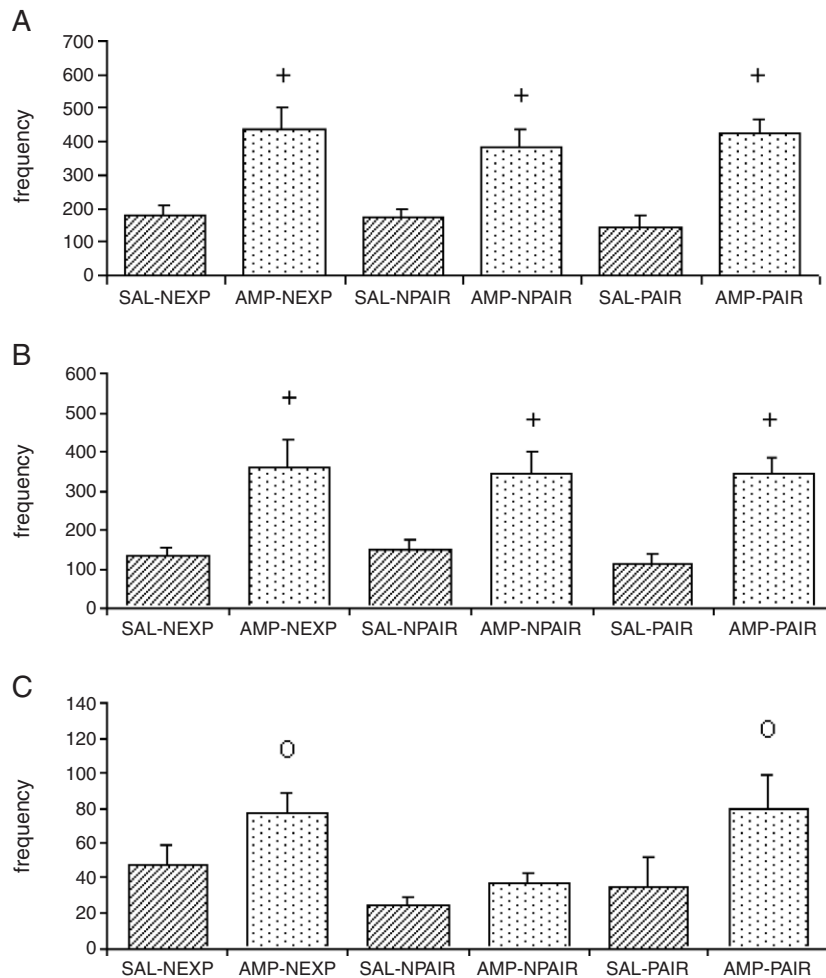 A
700
600
500
400
300
200
100
0
frequency
+ + +
SAL-NEXP AMP-NEXP SAL-NPAIR AMP-NPAIR SAL-PAIR AMP-PAIR
B
600
500
400
300
200
100
0
frequency
+ + +
SAL-NEXP AMP-NEXP SAL-NPAIR AMP-NPAIR SAL-PAIR AMP-PAIR
C
140
120
100
80
60
40
20
0
frequency
O O
SAL-NEXP AMP-NEXP SAL-NPAIR AMP-NPAIR SAL-PAIR AMP-PAIR